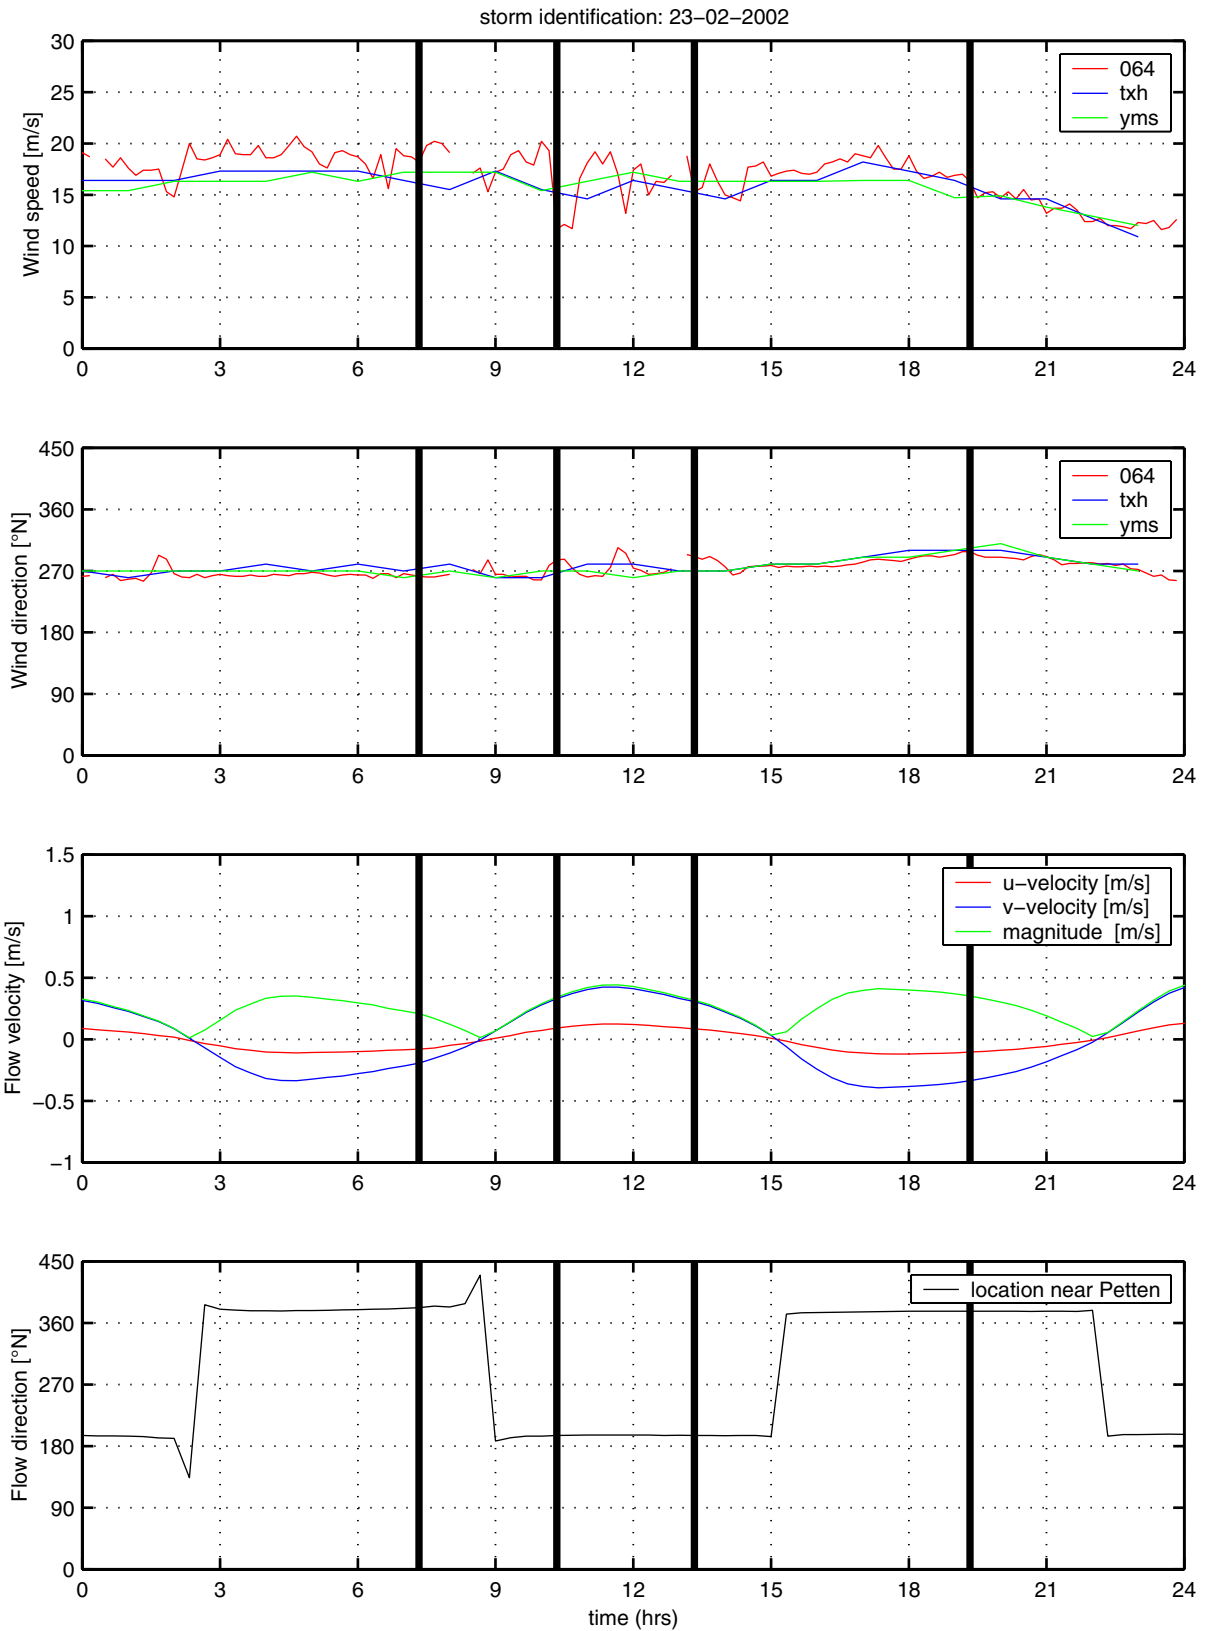 storm identification: 23−02−2002
30
25
20
15
10
5
0
Wind speed [m/s]
064
txh
yms
0 3 6 9 12 15 18 21 24
450
360
270
180
90
0
Wind direction [°N]
064
txh
yms
0 3 6 9 12 15 18 21 24
1.5
1
0.5
0
−0.5
−1
Flow velocity [m/s]
u−velocity [m/s]
v−velocity [m/s]
magnitude [m/s]
0 3 6 9 12 15 18 21 24
450
360
270
180
90
0
Flow direction [°N]
location near Petten
0 3 6 9 12 15 18 21 24
time (hrs)